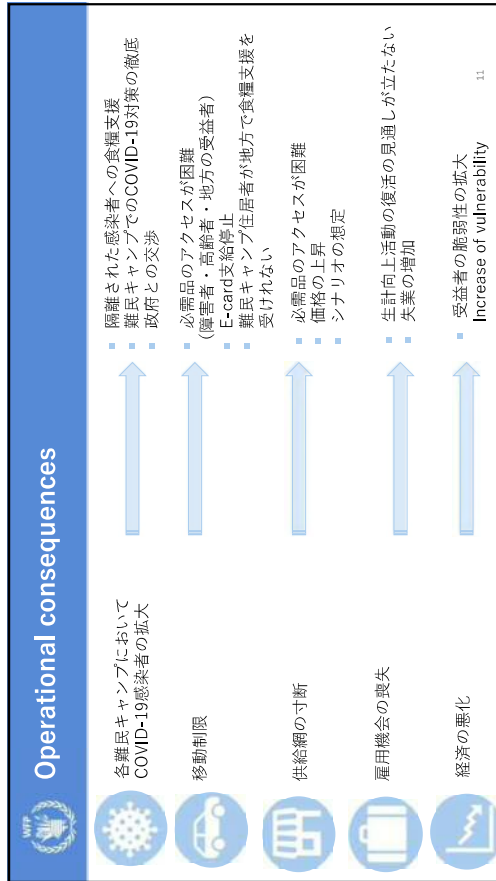 WFP
Operational consequences
各難民キャンプにおいて
COVID-19感染者の拡大
隔離された感染者への食糧支援
難民キャンプでのCOVID-19対策の徹底
政府との交渉
移動制限
必需品のアクセスが困難
(障害者・高齢者・地方の受益者)
E-card支給停止
難民キャンプ住居者が地方で食糧支援を
受けれない
供給網の寸断
必需品のアクセスが困難
価格の上昇
シナリオの想定
雇用機会の喪失
生計向上活動の復活の見通しが立たない
失業の増加
経済の悪化
受益者の脆弱性の拡大
Increase of vulnerability
11